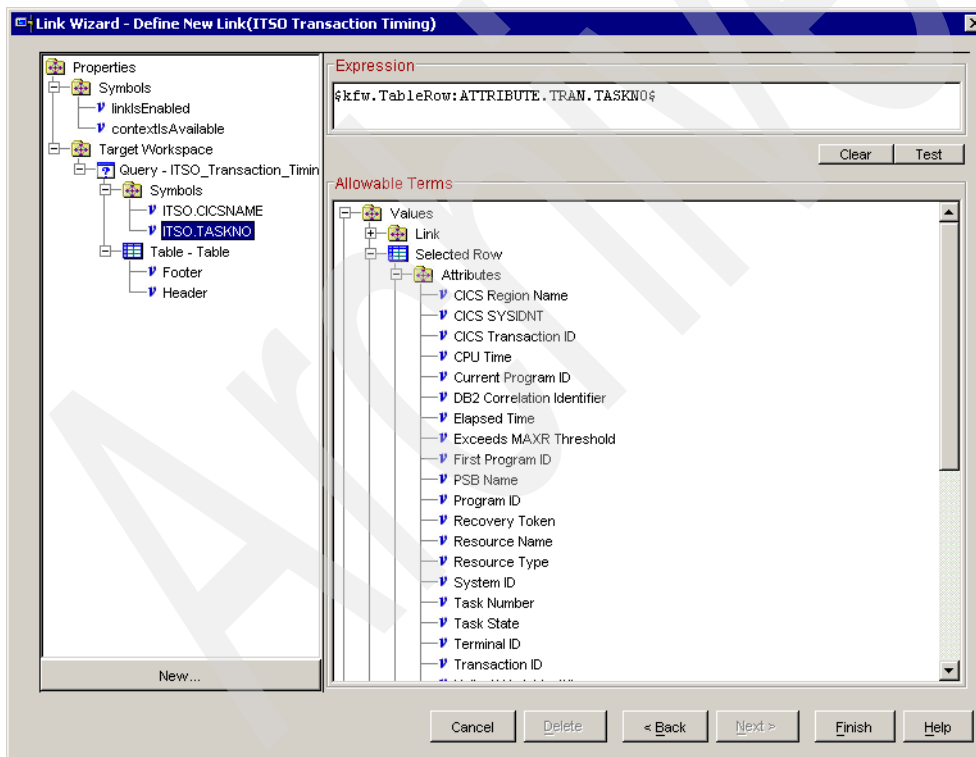 Link Wizard - Define New Link(ITSO Transaction Timing)
Properties
Symbols
linkIsEnabled
contextIsAvailable
Target Workspace
Query - ITSO_Transaction_Timin
Symbols
ITSO.CICSNAME
ITSO.TASKNO
Table - Table
Footer
Header
New...
Expression
$kfw.TableRow:ATTRIBUTE.TRAN.TASKNO$
Clear Test
Allowable Terms
Values
Link
Selected Row
Attributes
CICS Region Name
CICS SYSIDNT
CICS Transaction ID
CPU Time
Current Program ID
DB2 Correlation Identifier
Elapsed Time
Exceeds MAXR Threshold
First Program ID
PSB Name
Program ID
Recovery Token
Resource Name
Resource Type
System ID
Task Number
Task State
Terminal ID
Transaction ID
Cancel Delete < Back Next > Finish Help